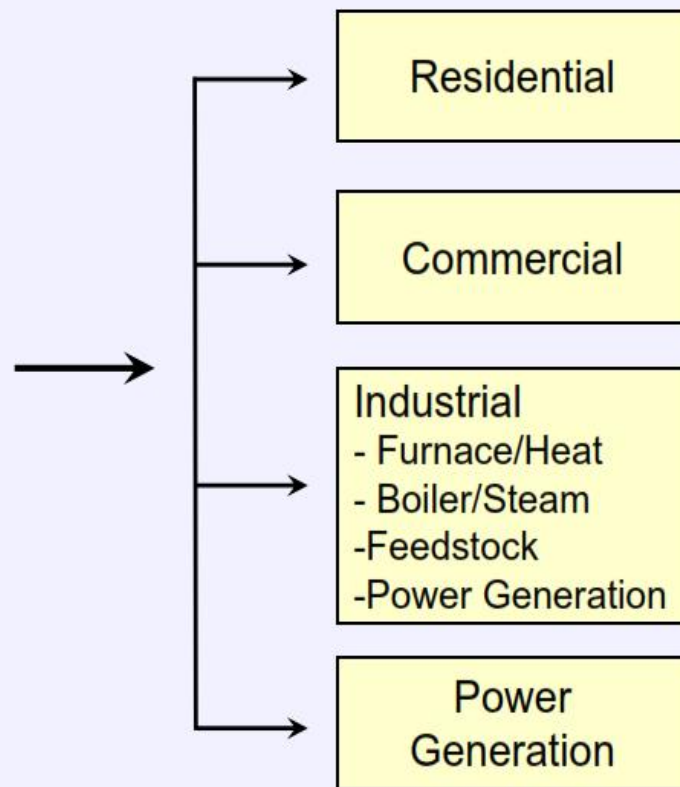 Residential
Commercial
Industrial
- Furnace/Heat
- Boiler/Steam
-Feedstock
-Power Generation
Power
Generation